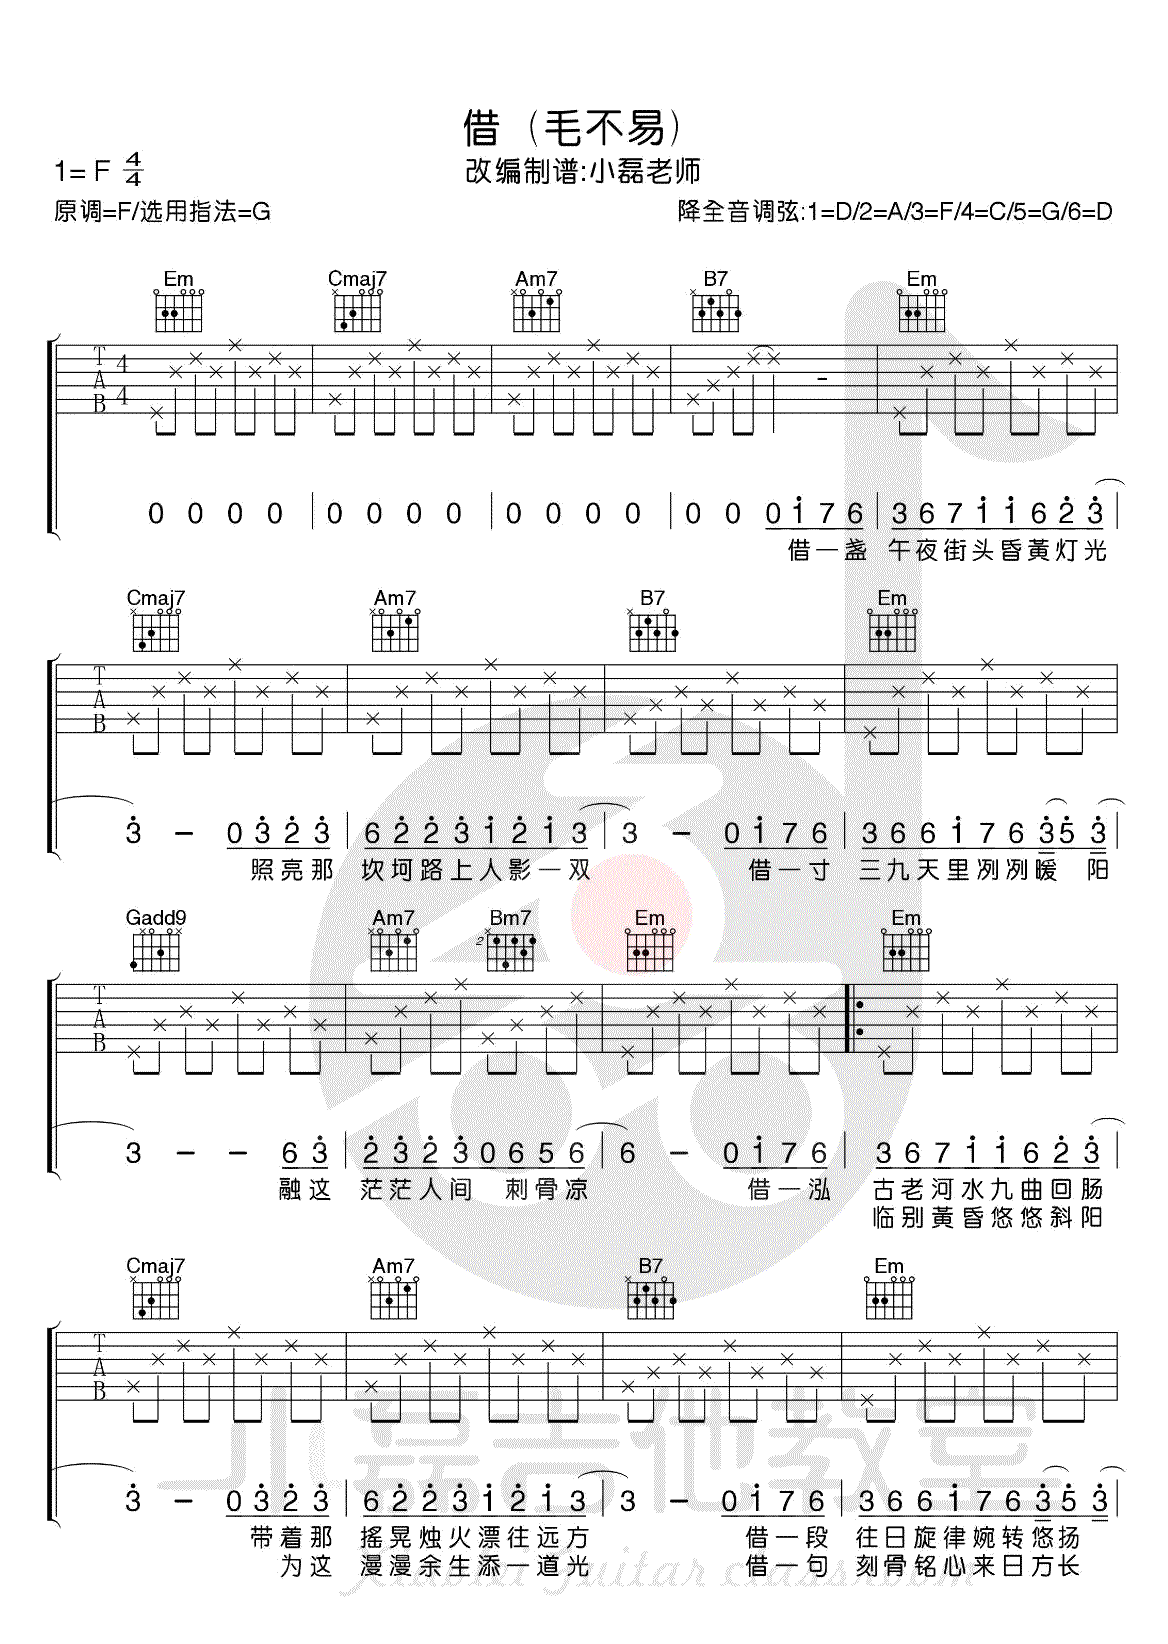 借（毛不易）
1= F 4/4
改编制谱:小磊老师
原调=F/选用指法=G
降全音调弦:1=D/2=A/3=F/4=C/5=G/6=D
Em Cmaj7 Am7 B7 Em
T A B 4 4
0 0 0 0 | 0 0 0 0 | 0 0 0 0 | 0 0 0 1 7 6 | 3 6 7 1 1 6 2 3
借一盏 午夜街头昏黄灯光
Cmaj7 Am7 B7 Em
T A B
3 － 0 3 2 3 | 6 2 2 3 1 2 1 3 | 3 － 0 1 7 6 | 3 6 6 1 7 6 3 5 3
照亮那 坎坷路上人影一双 借一寸 三九天里冽冽暖 阳
Gadd9 Am7 Bm7 Em Em
2
T A B
3 － － 6 3 | 2 3 2 3 0 6 5 6 | 6 － 0 1 7 6 | 3 6 7 1 1 6 2 3
融这 茫茫人间 刺骨凉 借一泓 古老河水九曲回肠
临别黄昏悠悠斜阳
Cmaj7 Am7 B7 Em
T A B
3 － 0 3 2 3 | 6 2 2 3 1 2 1 3 | 3 － 0 1 7 6 | 3 6 6 1 7 6 3 5 3
带着那 摇晃烛火漂往远方 借一段 往日旋律婉转悠扬
为这 漫漫余生添一道光 借一句 刻骨铭心来日方长
小磊吉他教室
Xiaolei Guitar classroom